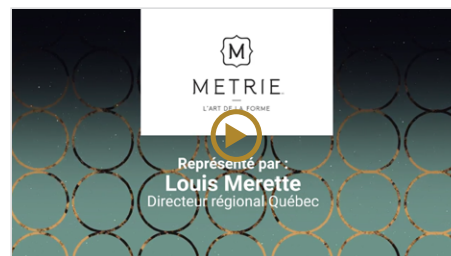 M
METRIE
L'ART DE LA FORME
Représenté par :
Louis Merette
Directeur régional Québec